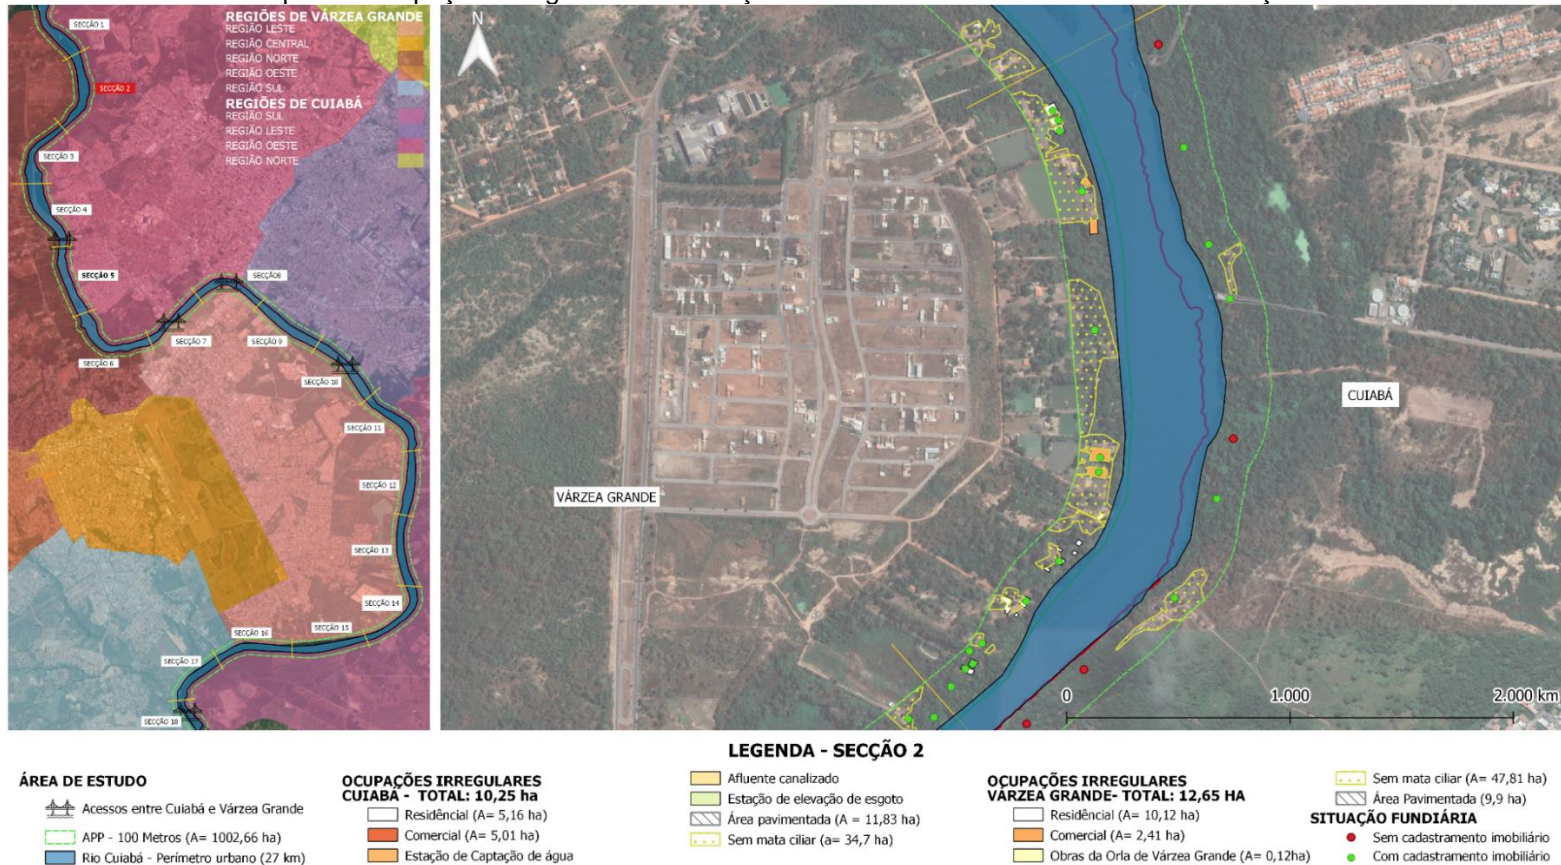 SECÇÃO 1
SECÇÃO 2
SECÇÃO 3
SECÇÃO 4
SECÇÃO 5
SECÇÃO 6
SECÇÃO 7
SECÇÃO8
SECÇÃO 9
SECÇÃO 10
SECÇÃO 11
SECÇÃO 12
SECÇÃO 13
SECÇÃO 14
SECÇÃO 15
SECÇÃO 16
SECÇÃO 17
SECÇÃO 18
REGIÕES DE VÁRZEA GRANDE
REGIÃO LESTE
REGIÃO CENTRAL
REGIÃO NORTE
REGIÃO OESTE
REGIÃO SUL
REGIÕES DE CUIABÁ
REGIÃO SUL
REGIÃO LESTE
REGIÃO OESTE
REGIÃO NORTE
N
VÁRZEA GRANDE
CUIABÁ
0 1.000 2.000 km
LEGENDA - SECÇÃO 2
ÁREA DE ESTUDO
Acessos entre Cuiabá e Várzea Grande
APP - 100 Metros (A= 1002,66 ha)
Rio Cuiabá - Perímetro urbano (27 km)
OCUPAÇÕES IRREGULARES
CUIABÁ - TOTAL: 10,25 ha
Residêncial (A= 5,16 ha)
Comercial (A= 5,01 ha)
Estação de Captação de água
Afluente canalizado
Estação de elevação de esgoto
Área pavimentada (A = 11,83 ha)
Sem mata ciliar (a= 34,7 ha)
OCUPAÇÕES IRREGULARES
VÁRZEA GRANDE- TOTAL: 12,65 HA
Residêncial (A= 10,12 ha)
Comercial (A= 2,41 ha)
Obras da Orla de Várzea Grande (A= 0,12ha)
Sem mata ciliar (A= 47,81 ha)
Área Pavimentada (9,9 ha)
SITUAÇÃO FUNDIÁRIA
Sem cadastramento imobiliário
Com cadastramento imobiliário